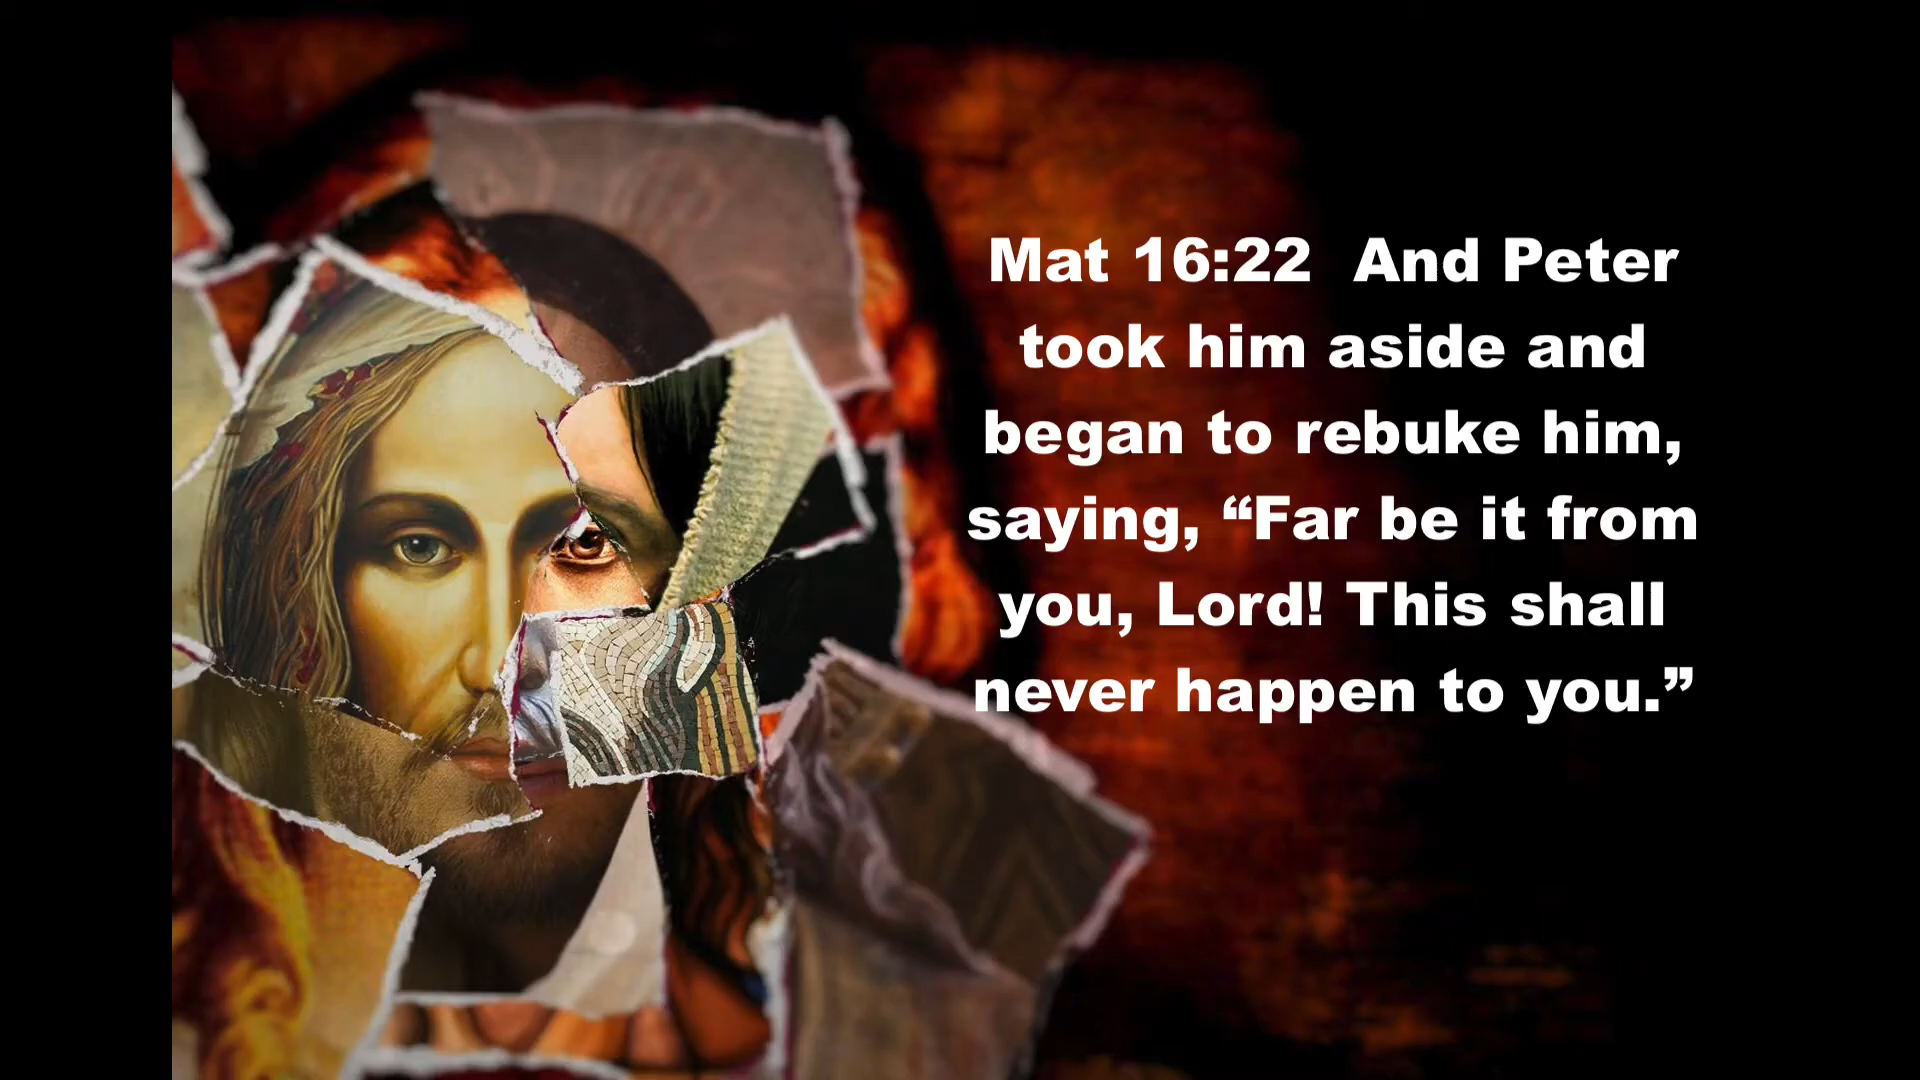 Mat 16:22  And Peter
took him aside and
began to rebuke him,
saying, “Far be it from
you, Lord! This shall
never happen to you.”